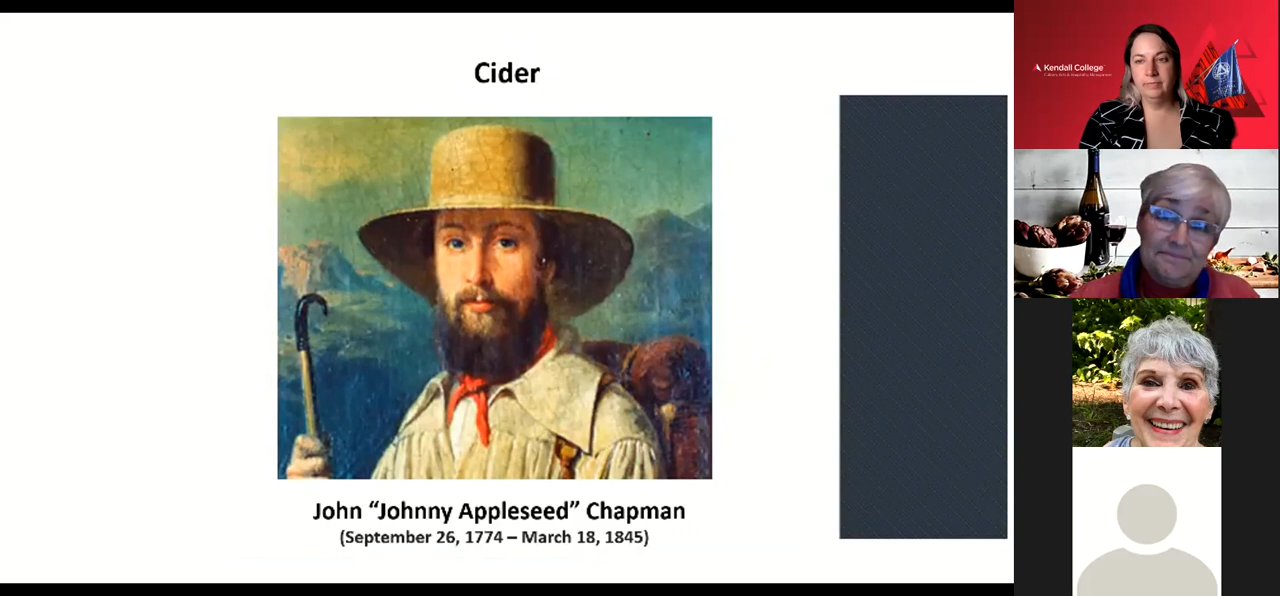 Cider
John “Johnny Appleseed” Chapman
(September 26, 1774 – March 18, 1845)
Kendall College